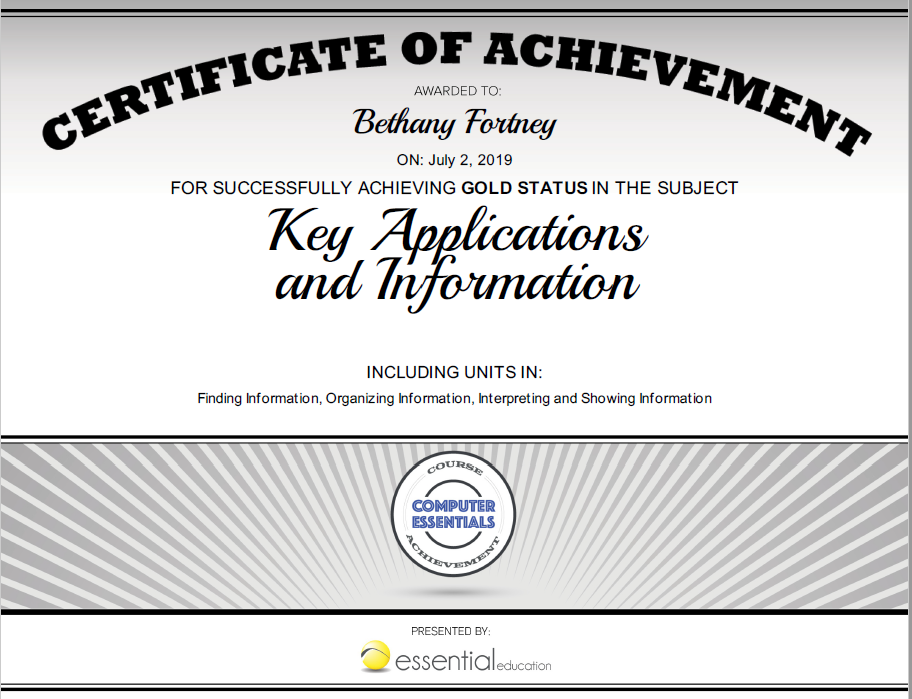 CERTIFICATE OF ACHIEVEMENT
AWARDED TO:
Bethany Fortney
ON: July 2, 2019
FOR SUCCESSFULLY ACHIEVING GOLD STATUS IN THE SUBJECT
Key Applications
and Information
INCLUDING UNITS IN:
Finding Information, Organizing Information, Interpreting and Showing Information
COURSE
COMPUTER
ESSENTIALS
ACHIEVEMENT
PRESENTED BY:
essential education